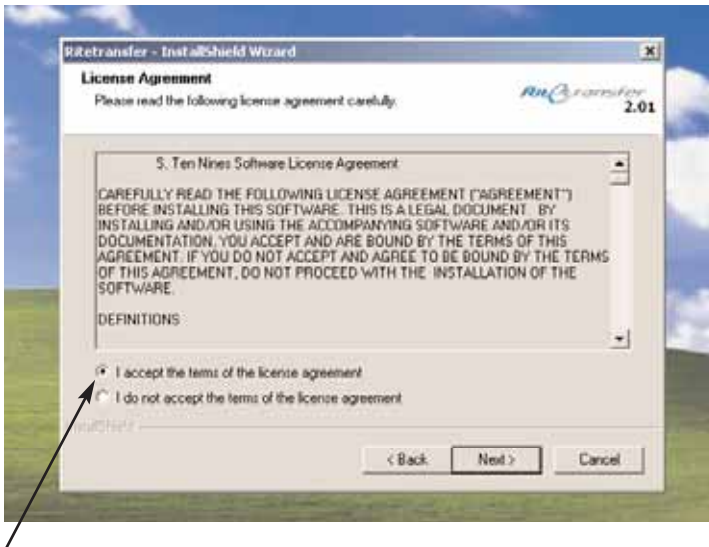 Ritetransfer - InstallShield Wizard
License Agreement
Please read the following license agreement carefully.
Ritetransfer
2.01
S. Ten Nines Software License Agreement
CAREFULLY READ THE FOLLOWING LICENSE AGREEMENT ("AGREEMENT")
BEFORE INSTALLING THIS SOFTWARE. THIS IS A LEGAL DOCUMENT. BY
INSTALLING AND/OR USING THE ACCOMPANYING SOFTWARE AND/OR ITS
DOCUMENTATION, YOU ACCEPT AND ARE BOUND BY THE TERMS OF THIS
AGREEMENT. IF YOU DO NOT ACCEPT AND AGREE TO BE BOUND BY THE TERMS
OF THIS AGREEMENT, DO NOT PROCEED WITH THE INSTALLATION OF THE
SOFTWARE.
DEFINITIONS
I accept the terms of the license agreement
I do not accept the terms of the license agreement
InstallShield
< Back
Next >
Cancel